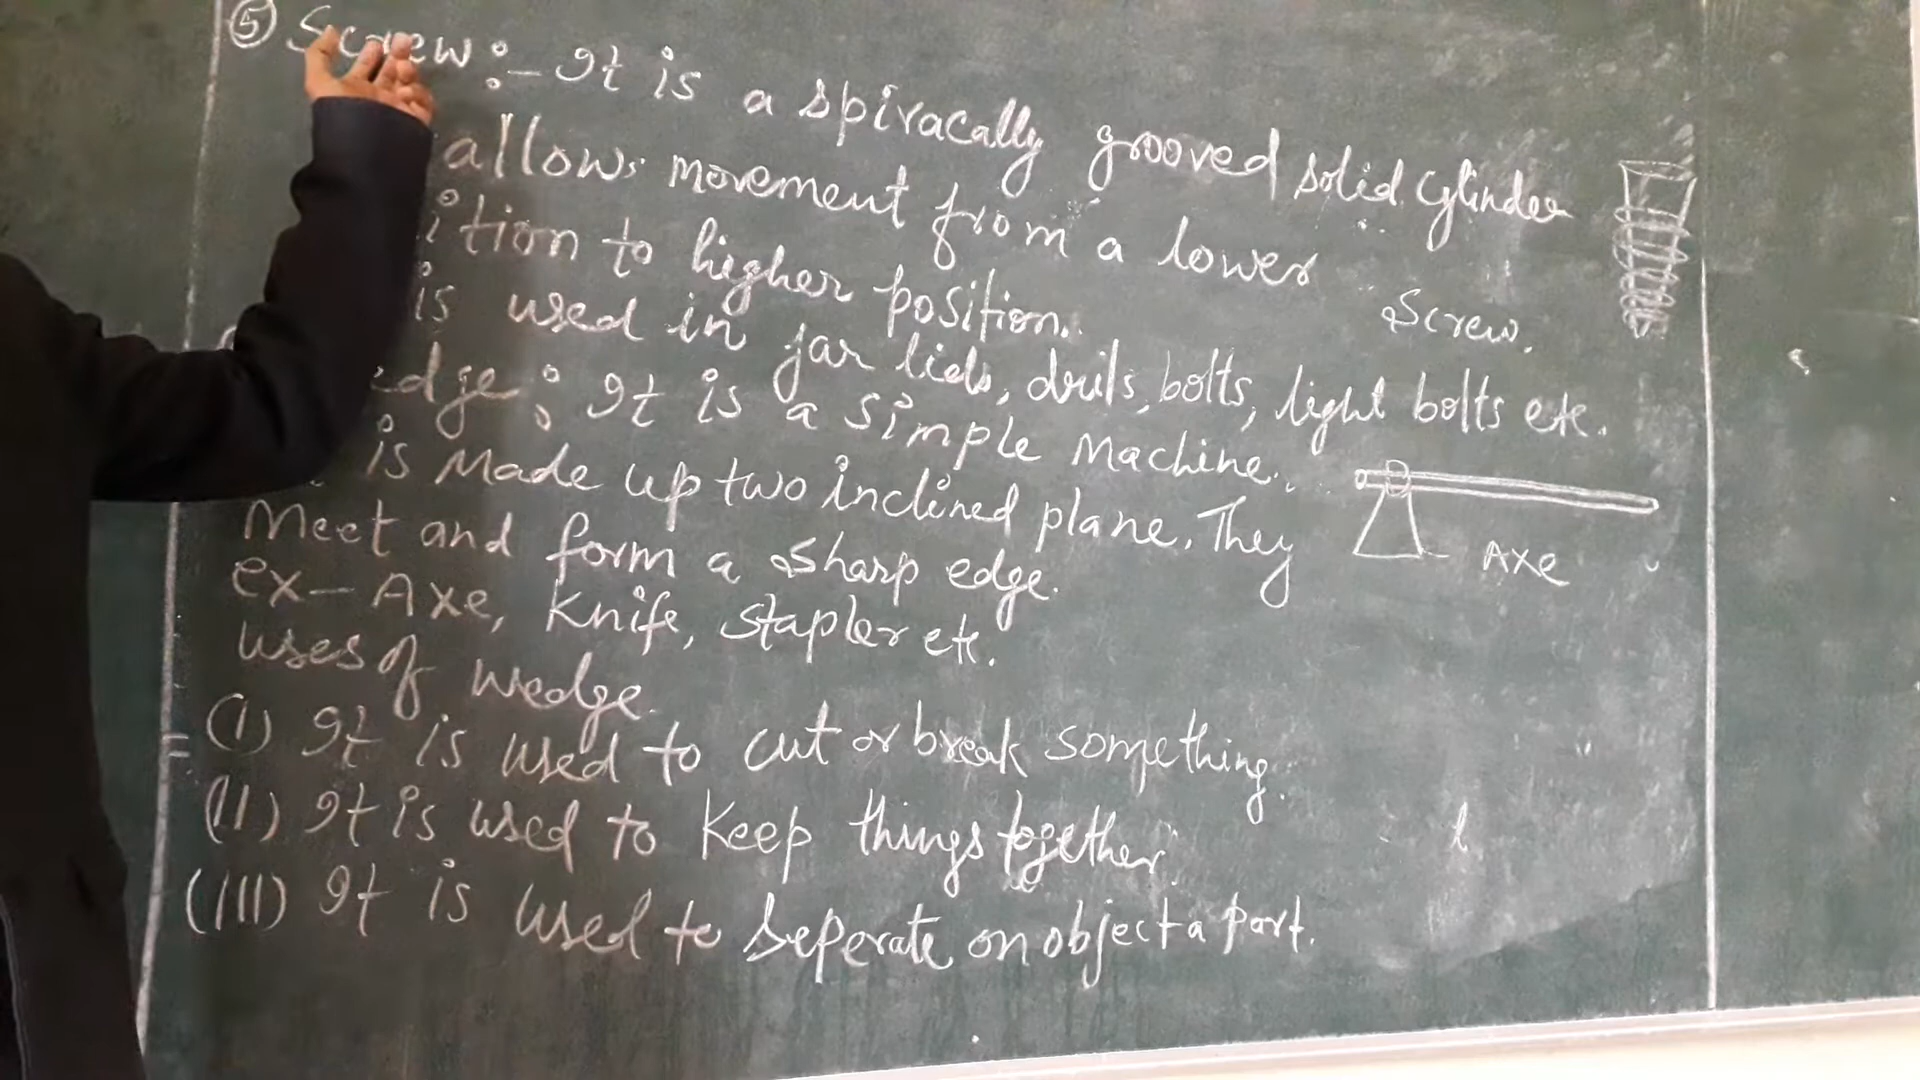 5 Screw:- It is a spiracally grooved solid cylinder
allows movement from a lower
ition to higher position.
is used in jar lids, drils, bolts, light bolts etc.
edge: It is a simple Machine.
is Made up two inclined plane. They
Meet and form a sharp edge.
ex- Axe, Knife, stapler etc.
uses of wedge.
(I) It is used to cut or break something.
(II) It is used to Keep things together.
(III) It is used to seperate on object a part.
Screw.
AXe